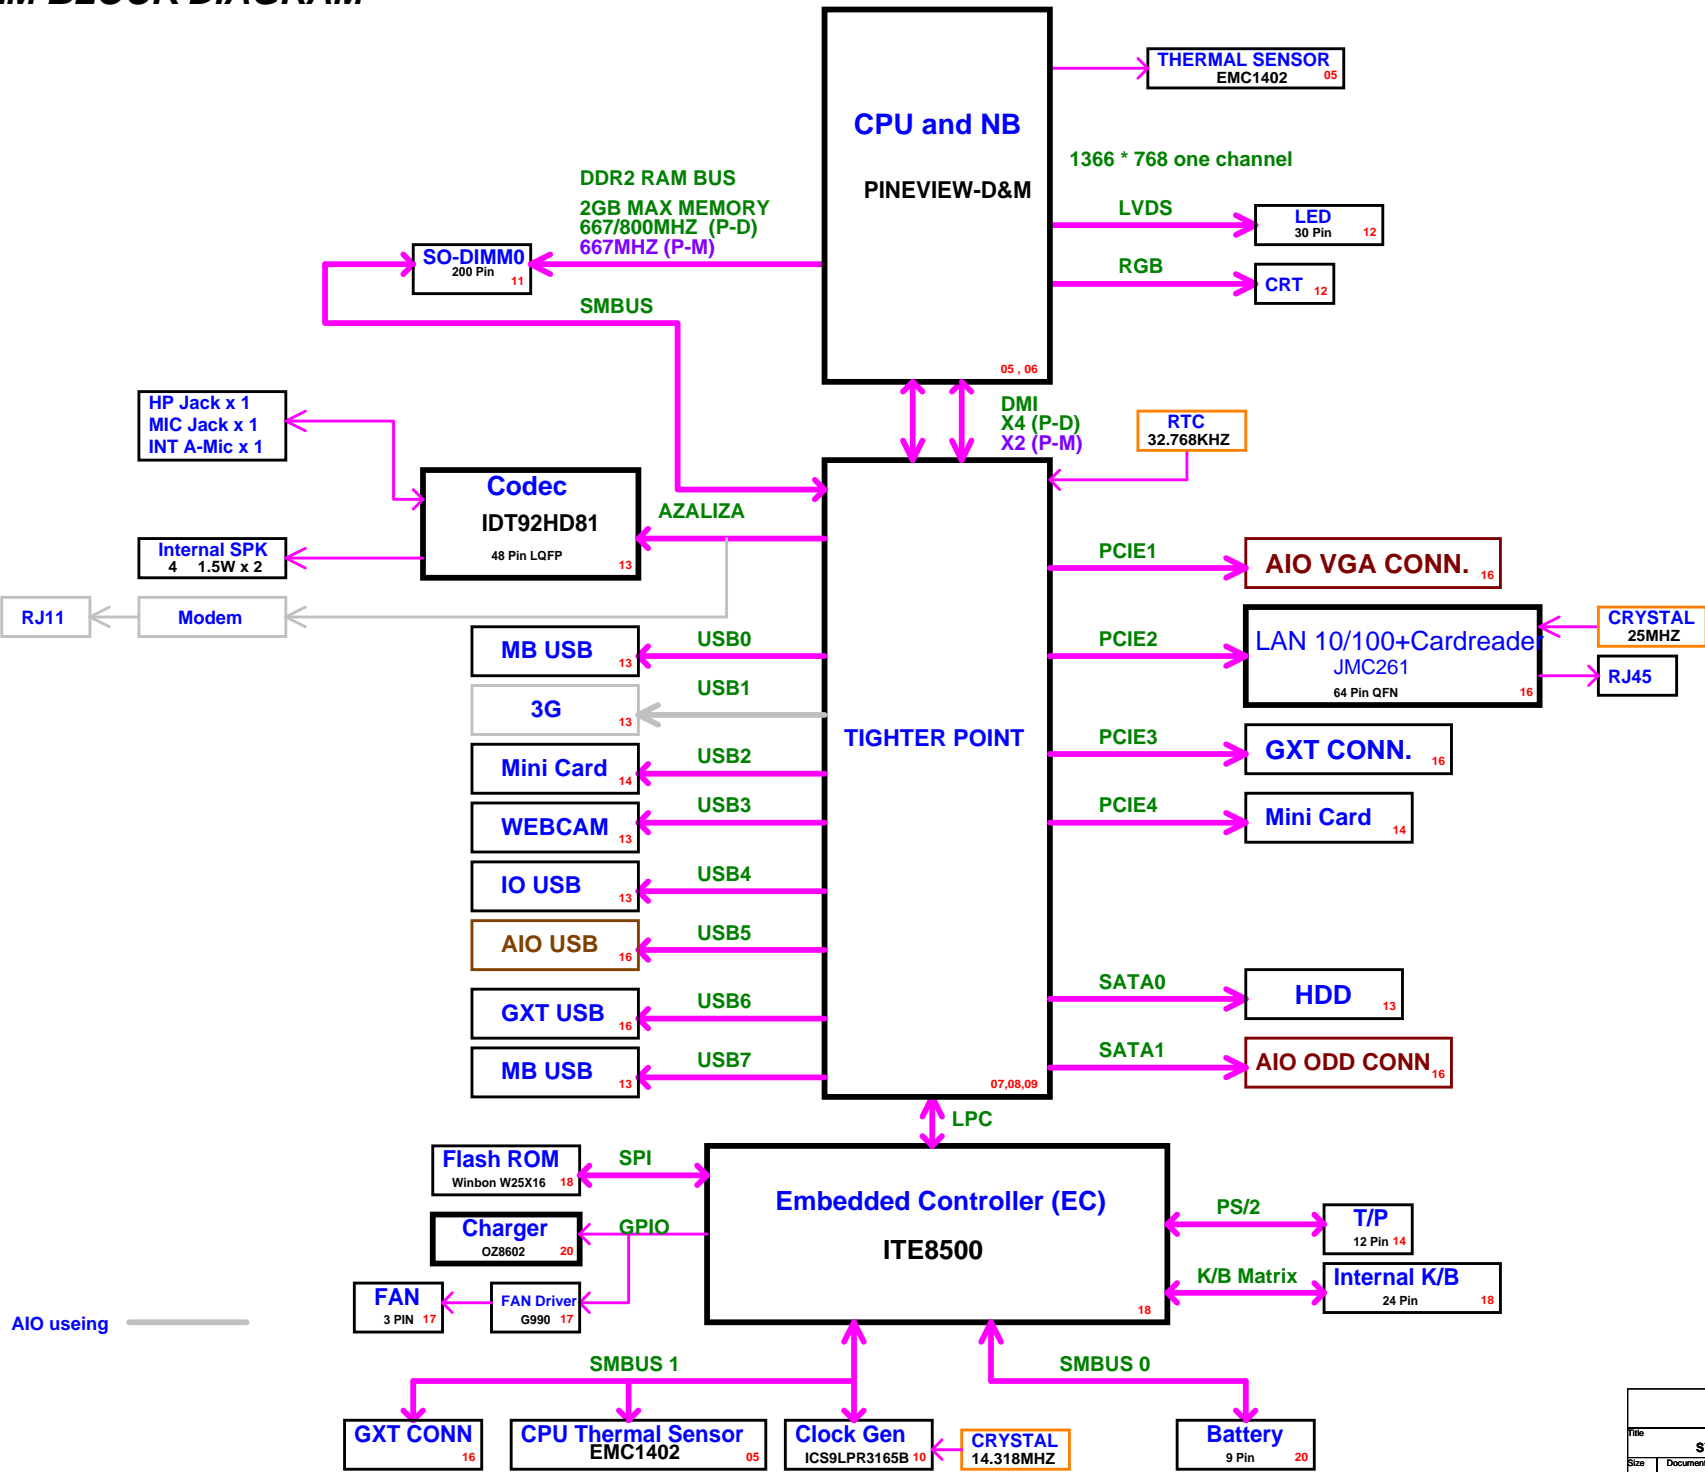 M BLOCK DIAGRAM
THERMAL SENSOR
EMC1402 05
CPU and NB
PINEVIEW-D&M
05 , 06
1366 * 768 one channel
LVDS
LED
30 Pin 12
RGB
CRT 12
DDR2 RAM BUS
2GB MAX MEMORY
667/800MHZ (P-D)
667MHZ (P-M)
SO-DIMM0
200 Pin
11
SMBUS
DMI
X4 (P-D)
X2 (P-M)
RTC
32.768KHZ
HP Jack x 1
MIC Jack x 1
INT A-Mic x 1
Codec
IDT92HD81
48 Pin LQFP
13
AZALIZA
Internal SPK
4 1.5W x 2
RJ11
Modem
TIGHTER POINT
07,08,09
MB USB 13
USB0
3G 13
USB1
Mini Card 14
USB2
WEBCAM 13
USB3
IO USB 13
USB4
AIO USB 16
USB5
GXT USB 16
USB6
MB USB 13
USB7
PCIE1
AIO VGA CONN. 16
PCIE2
LAN 10/100+Cardreader
JMC261
64 Pin QFN 16
CRYSTAL
25MHZ
RJ45
PCIE3
GXT CONN. 16
PCIE4
Mini Card 14
SATA0
HDD 13
SATA1
AIO ODD CONN 16
LPC
Embedded Controller (EC)
ITE8500
18
Flash ROM
Winbon W25X16 18
SPI
Charger
OZ8602 20
GPIO
FAN
3 PIN 17
FAN Driver
G990 17
PS/2
T/P
12 Pin 14
K/B Matrix
Internal K/B
24 Pin 18
AIO useing
SMBUS 1
SMBUS 0
GXT CONN
16
CPU Thermal Sensor
EMC1402 05
Clock Gen
ICS9LPR3165B 10
CRYSTAL
14.318MHZ
Battery
9 Pin 20
Title
Size